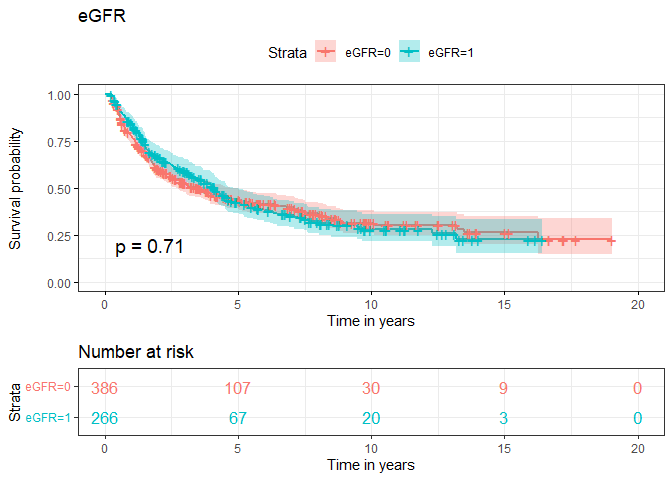 eGFR
Strata eGFR=0 eGFR=1
Survival probability
1.00
0.75
0.50
0.25
0.00
p = 0.71
0 5 10 15 20
Time in years
Number at risk
Strata
eGFR=0 386 107 30 9 0
eGFR=1 266 67 20 3 0
0 5 10 15 20
Time in years